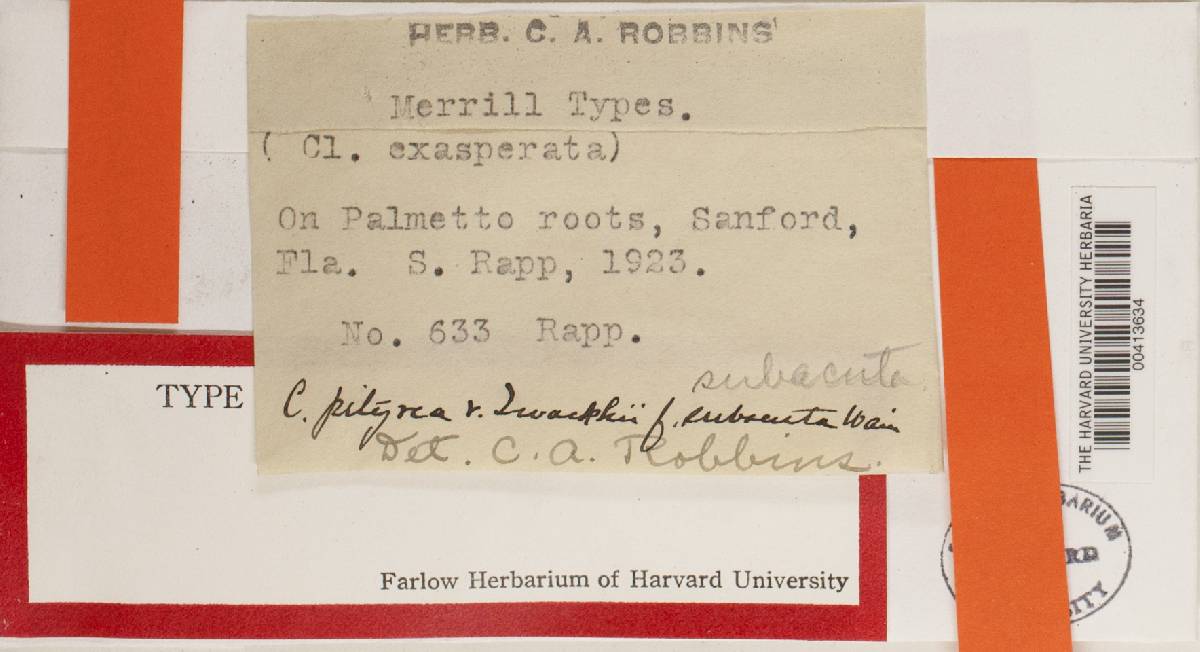 HERB. C. A. ROBBINS
Merrill Types.
( Cl. exasperata)
On Palmetto roots, Sanford,
Fla. S. Rapp, 1923.
No. 633 Rapp.
subacuta
C. pityrea v. Zwackhii f. subacuta Wain
Det. C. A. Robbins.
TYPE
Farlow Herbarium of Harvard University
THE HARVARD UNIVERSITY HERBARIA
00413634